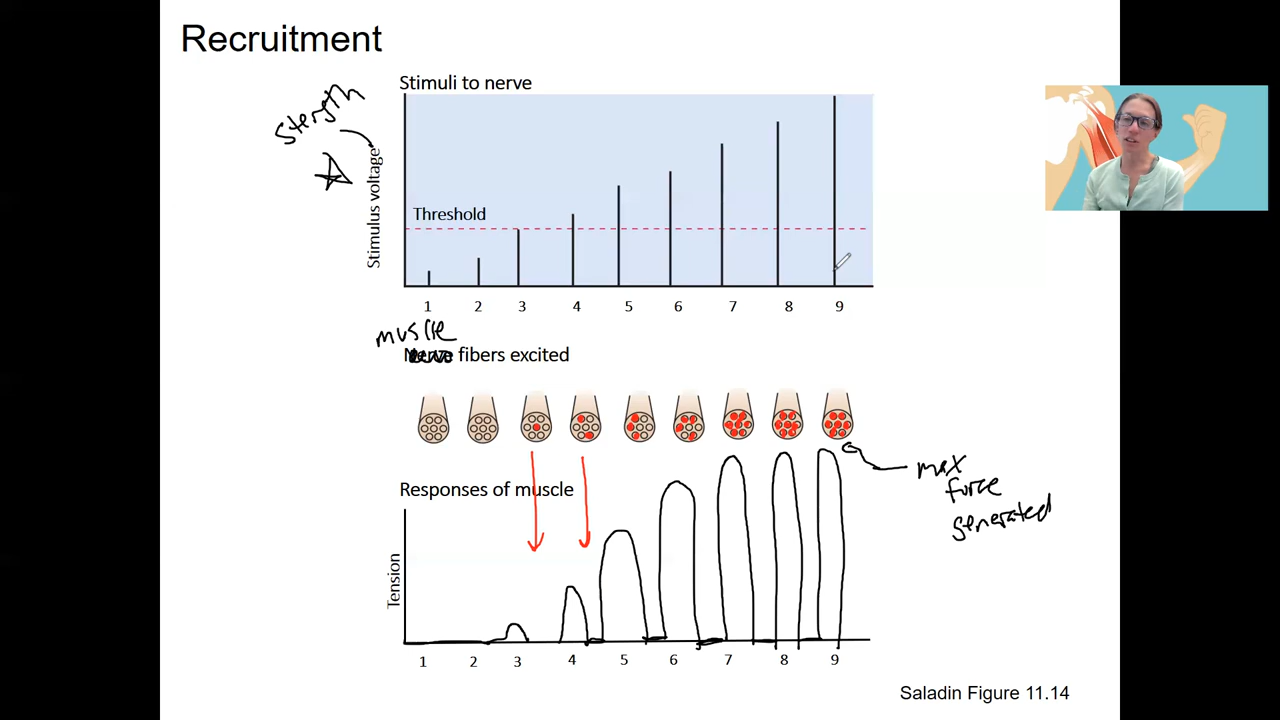 Recruitment
Stimuli to nerve
Sterngth
Stimulus voltage
Threshold
1 2 3 4 5 6 7 8 9
muscle
fibers excited
max
force
generated
Responses of muscle
Tension
1 2 3 4 5 6 7 8 9
Saladin Figure 11.14